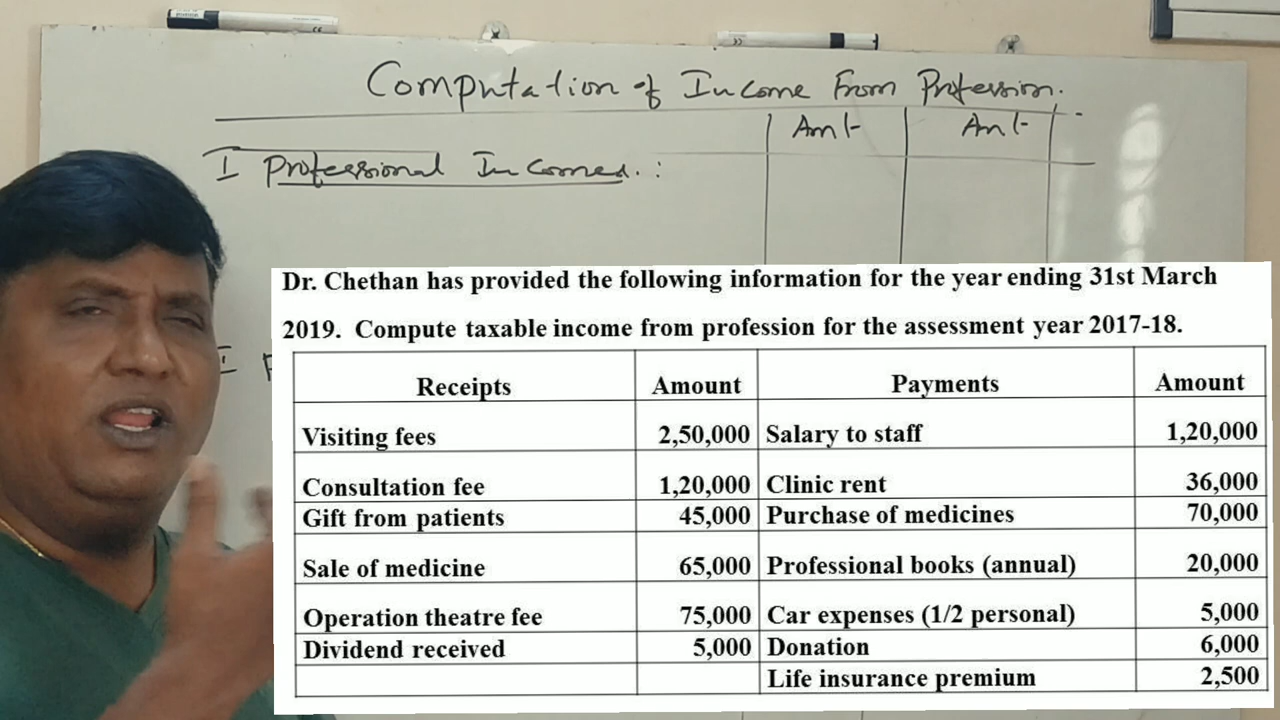 Computation of Income From Profession.
Amt Amt
I Professional Incomes. :
I
Dr. Chethan has provided the following information for the year ending 31st March
2019. Compute taxable income from profession for the assessment year 2017-18.
Receipts Amount Payments Amount
Visiting fees 2,50,000 Salary to staff 1,20,000
Consultation fee 1,20,000 Clinic rent 36,000
Gift from patients 45,000 Purchase of medicines 70,000
Sale of medicine 65,000 Professional books (annual) 20,000
Operation theatre fee 75,000 Car expenses (1/2 personal) 5,000
Dividend received 5,000 Donation 6,000
Life insurance premium 2,500